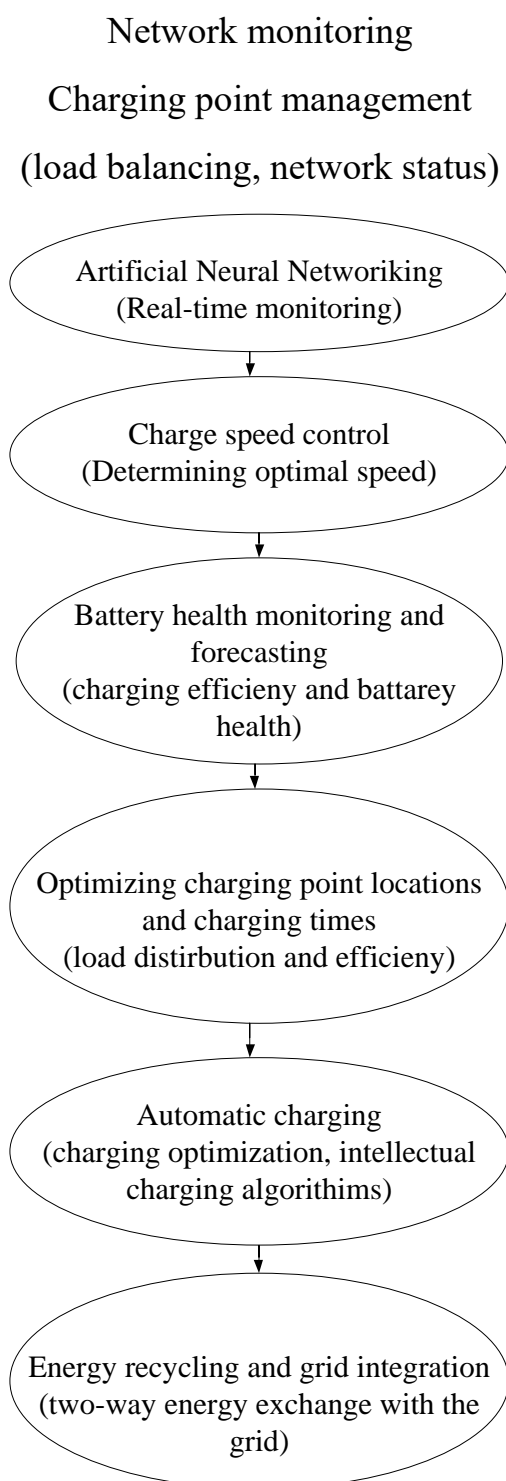 Network monitoring
Charging point management
(load balancing, network status)
Artificial Neural Networiking
(Real-time monitoring)
Charge speed control
(Determining optimal speed)
Battery health monitoring and
forecasting
(charging efficieny and battarey
health)
Optimizing charging point locations
and charging times
(load distirbution and efficieny)
Automatic charging
(charging optimization, intellectual
charging algorithims)
Energy recycling and grid integration
(two-way energy exchange with the
grid)